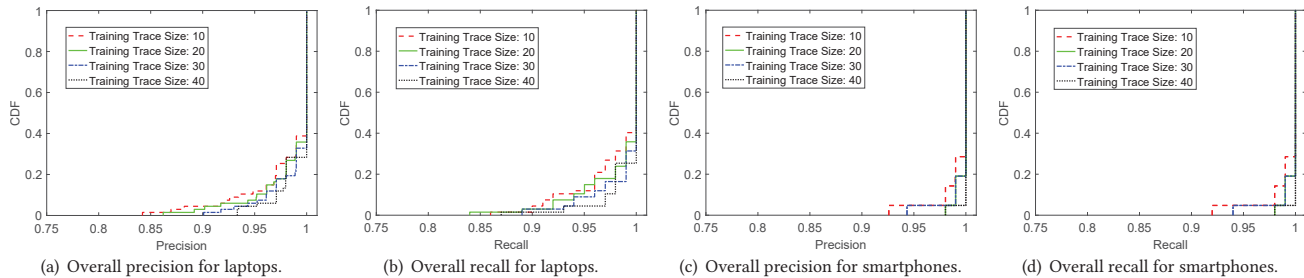 1
0.8
0.6
0.4
0.2
0
CDF
Training Trace Size: 10
Training Trace Size: 20
Training Trace Size: 30
Training Trace Size: 40
0.75 0.8 0.85 0.9 0.95 1
Precision
(a) Overall precision for laptops.
1
0.8
0.6
0.4
0.2
0
CDF
Training Trace Size: 10
Training Trace Size: 20
Training Trace Size: 30
Training Trace Size: 40
0.75 0.8 0.85 0.9 0.95 1
Recall
(b) Overall recall for laptops.
1
0.8
0.6
0.4
0.2
0
CDF
Training Trace Size: 10
Training Trace Size: 20
Training Trace Size: 30
Training Trace Size: 40
0.75 0.8 0.85 0.9 0.95 1
Precision
(c) Overall precision for smartphones.
1
0.8
0.6
0.4
0.2
0
CDF
Training Trace Size: 10
Training Trace Size: 20
Training Trace Size: 30
Training Trace Size: 40
0.75 0.8 0.85 0.9 0.95 1
Recall
(d) Overall recall for smartphones.